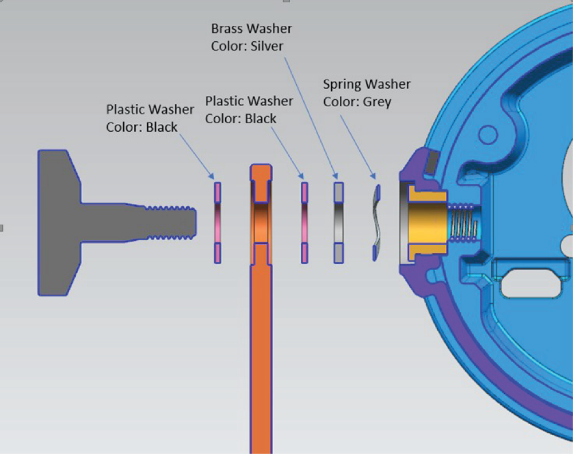 Brass Washer
Color: Silver
Spring Washer
Color: Grey
Plastic Washer
Color: Black
Plastic Washer
Color: Black